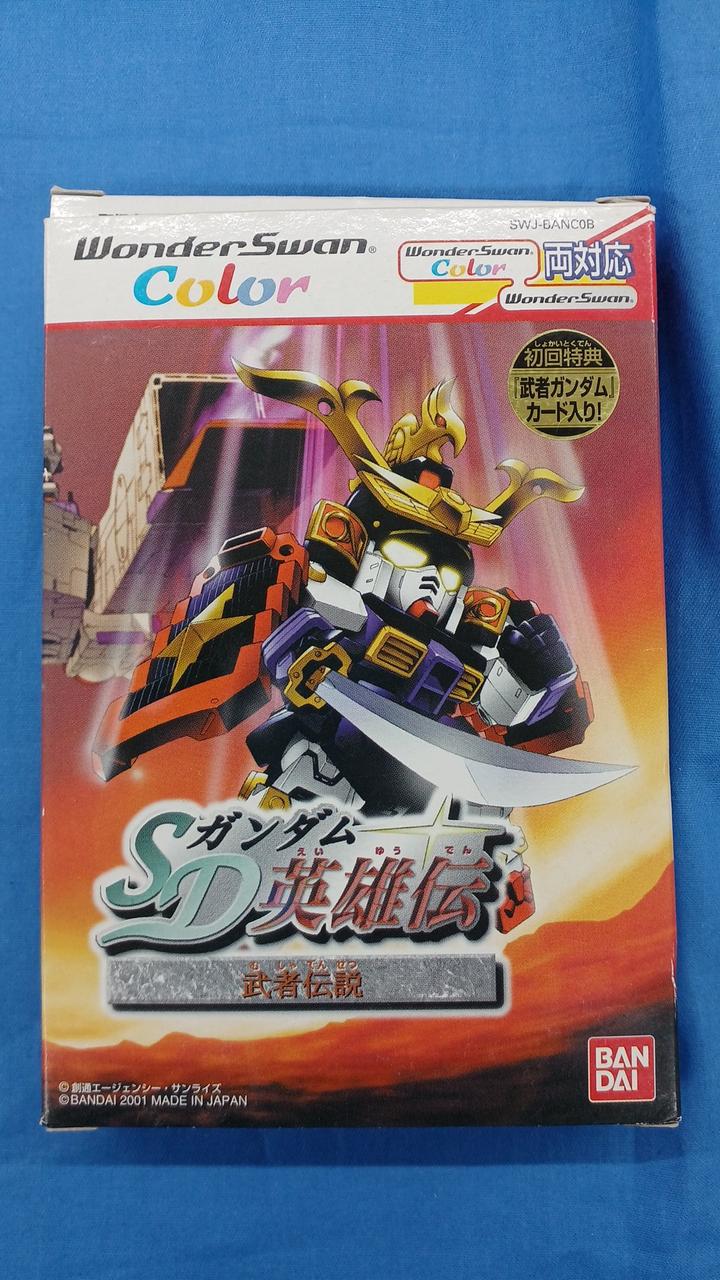 SWJ-BANC0B
WonderSwan®
Color
WonderSwan®
Color
両対応
WonderSwan®
しょかいとくてん
初回特典
『武者ガンダム』
カード入り!
SDガンダム
えい ゆう でん
英雄伝
む しゃ でん せつ
武者伝説
©創通エージェンシー・サンライズ
©BANDAI 2001 MADE IN JAPAN
BAN
DAI